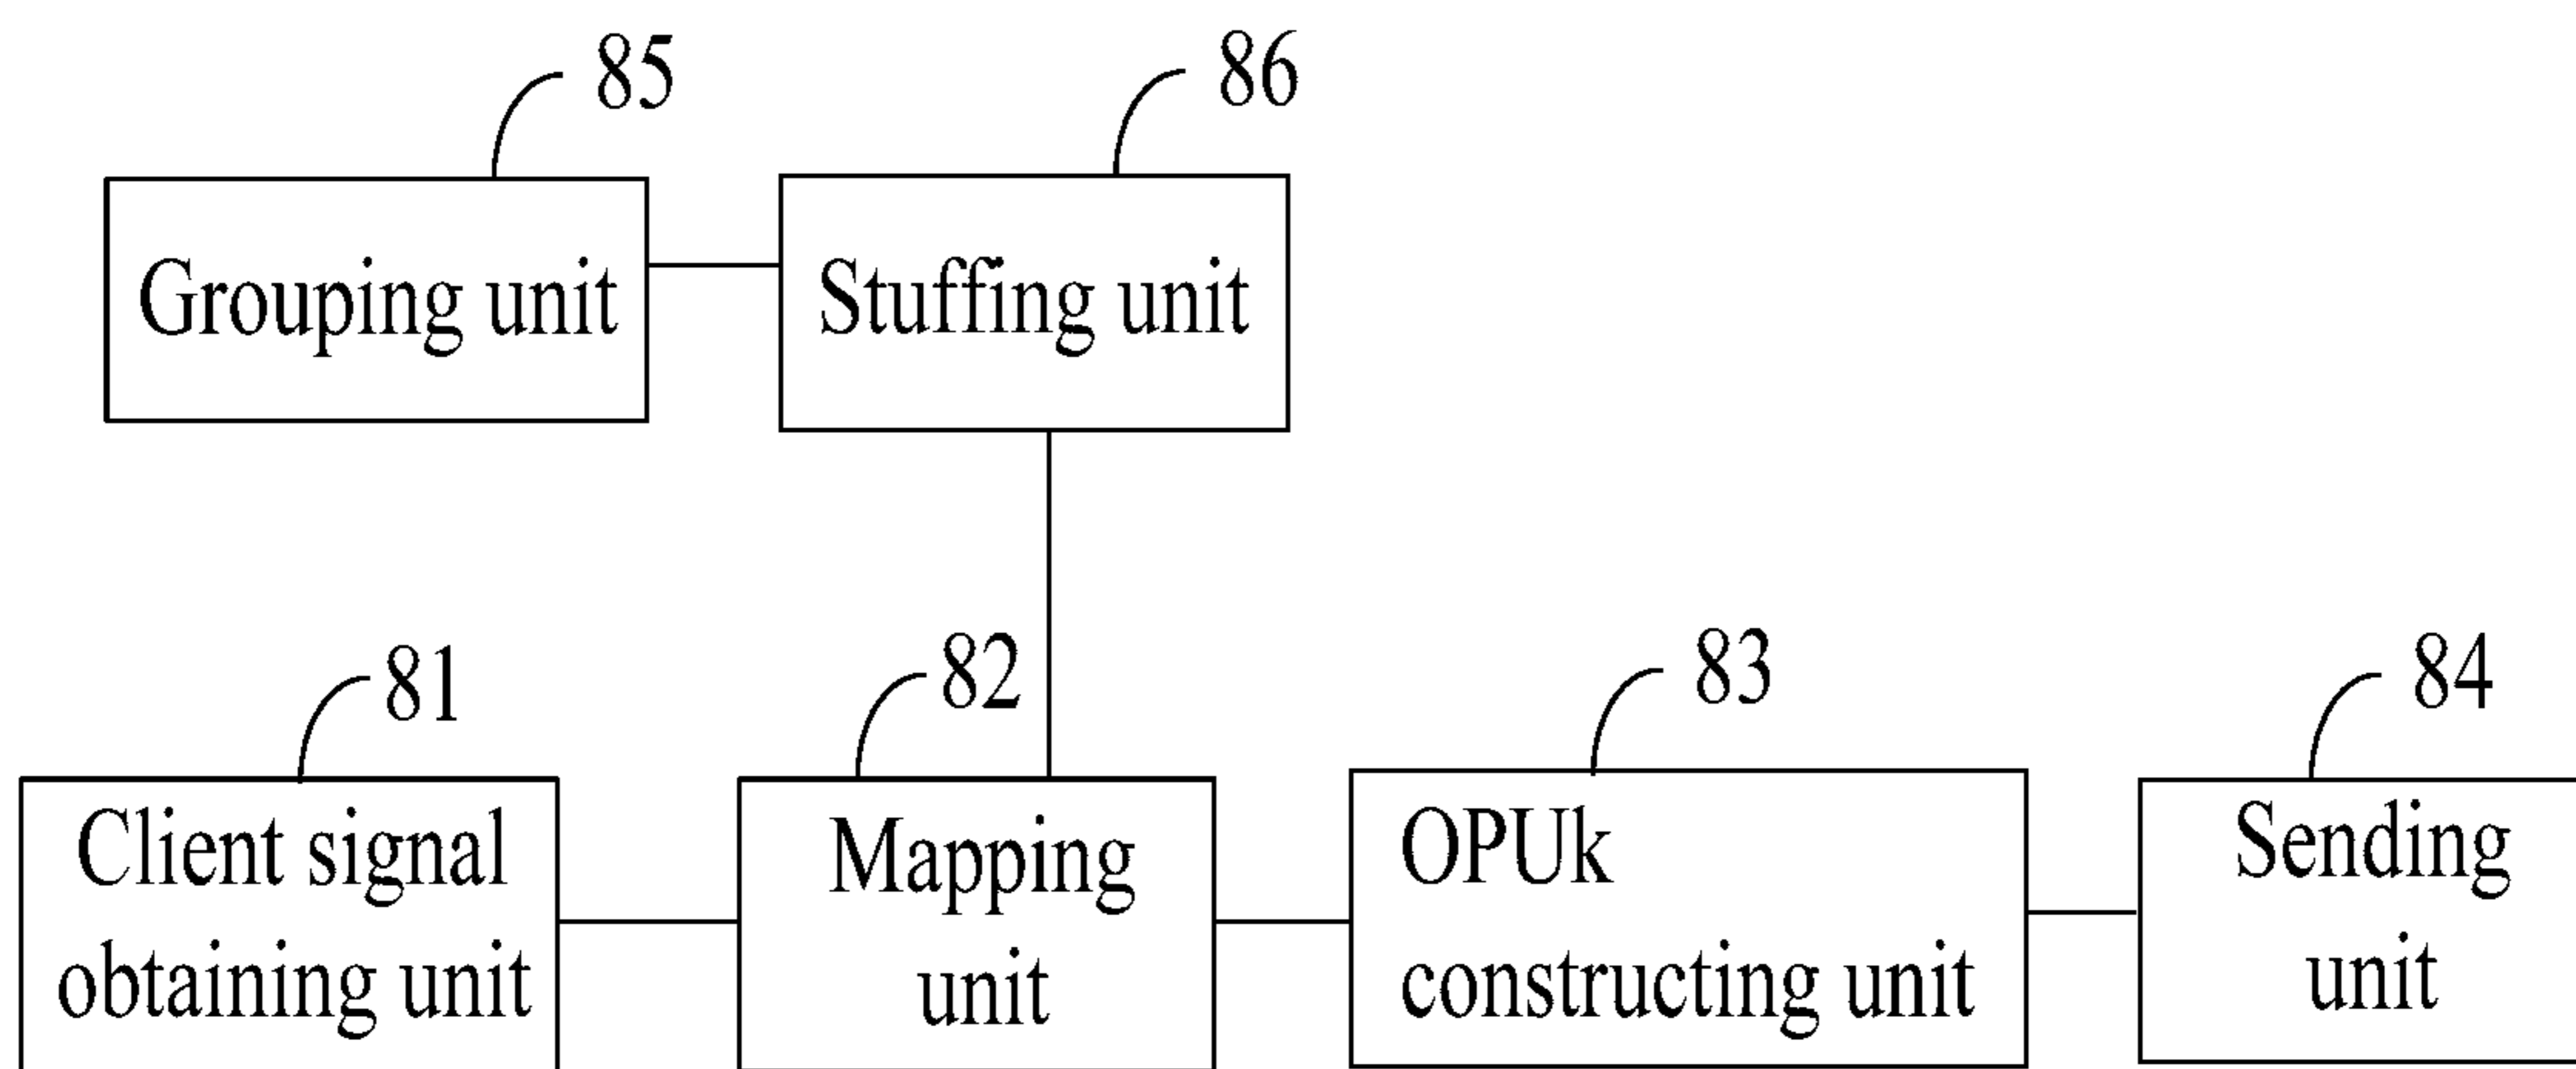 85
86
Grouping unit
Stuffing unit
81
82
83
84
Client signal
obtaining unit
Mapping
unit
OPUk
constructing unit
Sending
unit